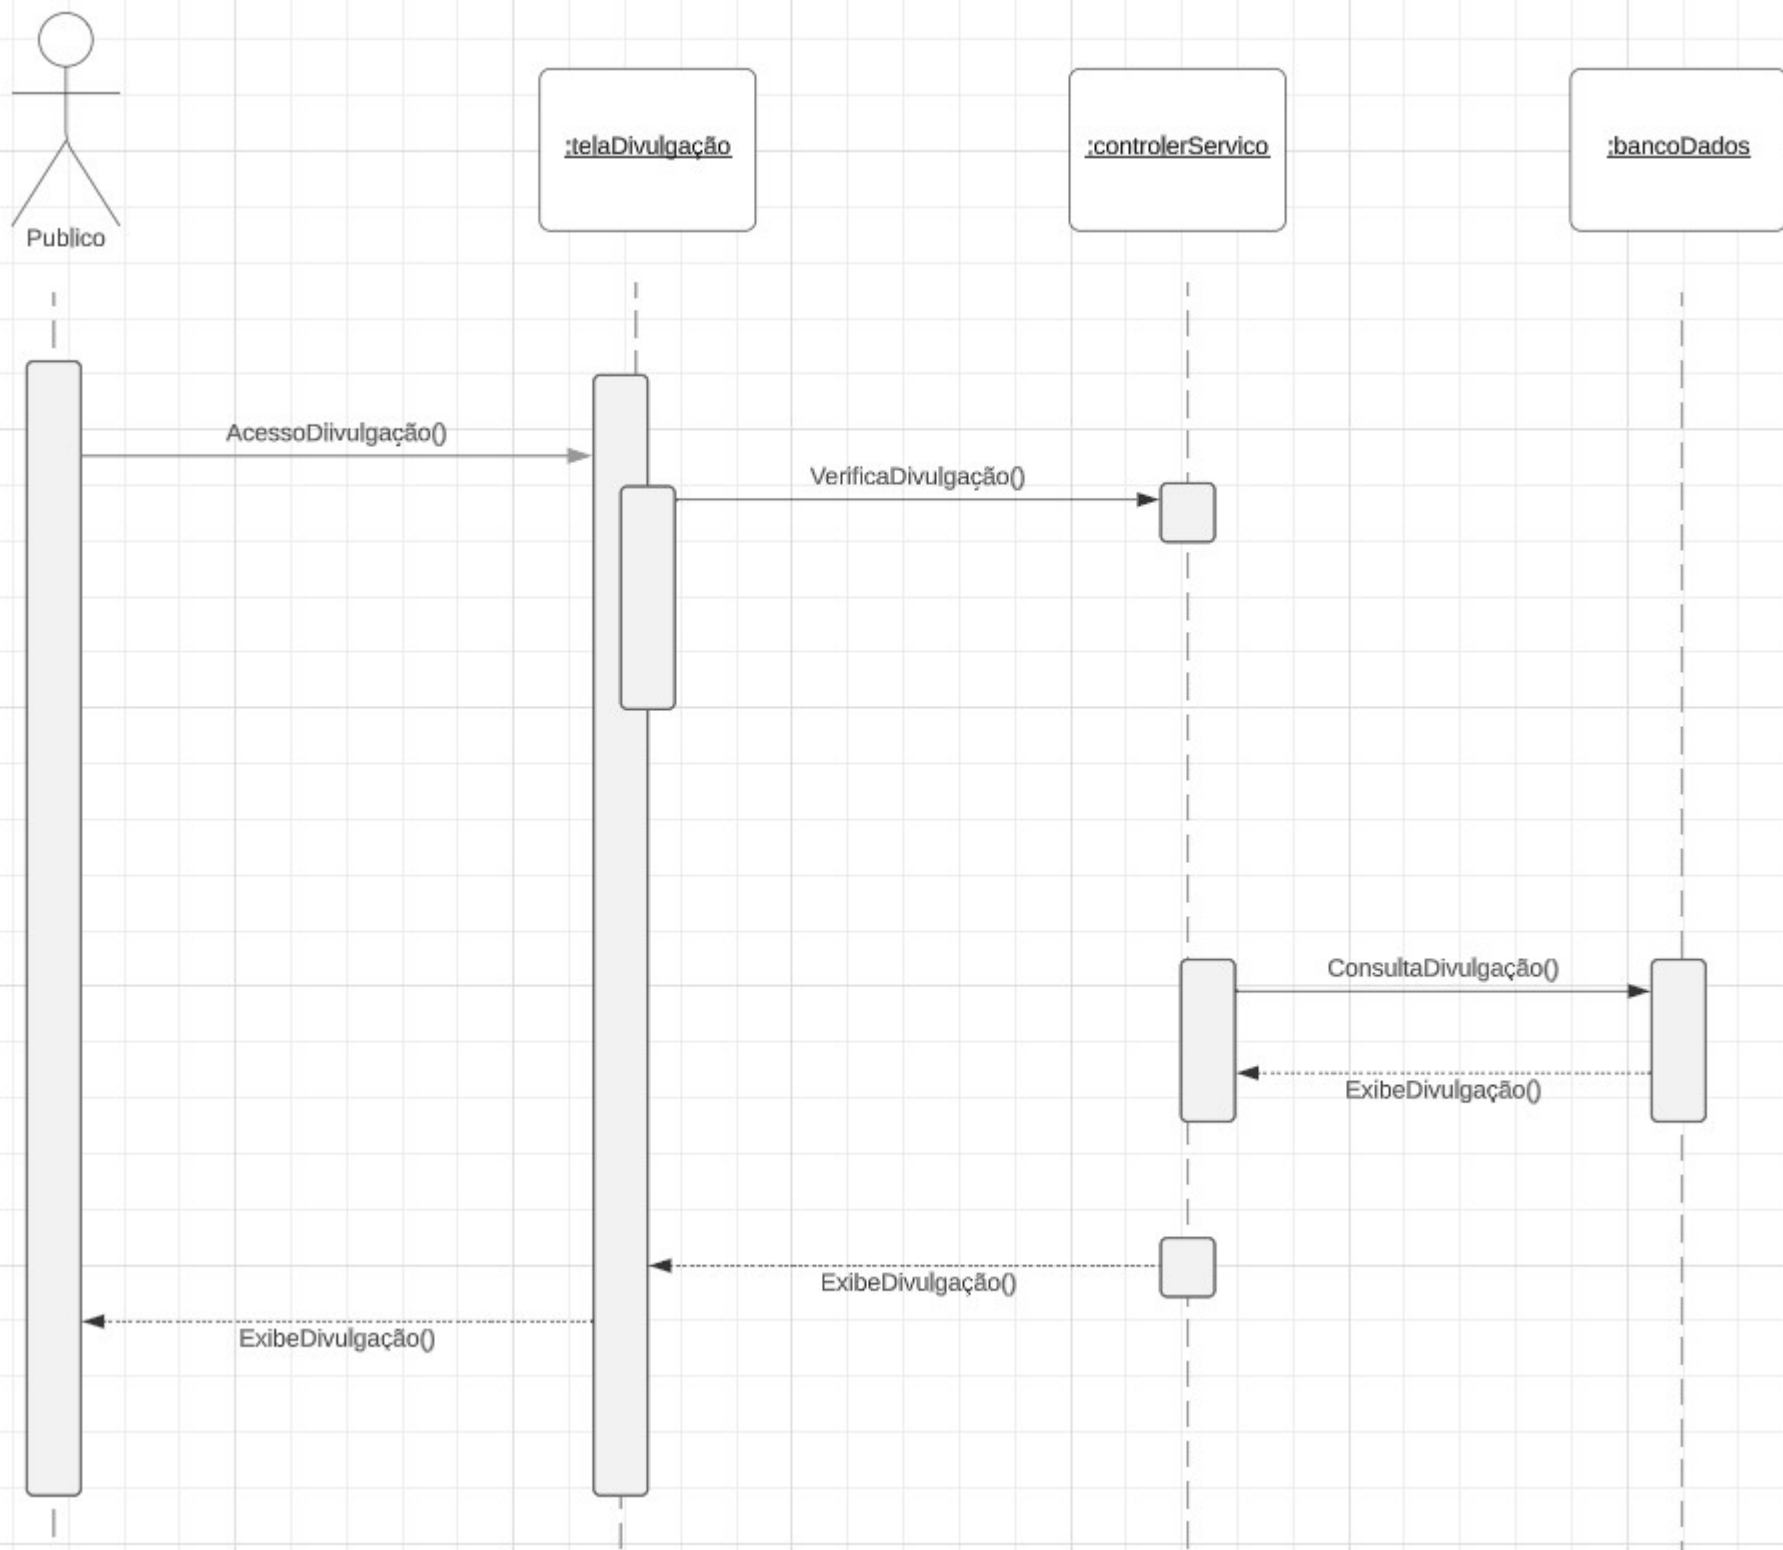 Publico
:telaDivulgação
:controlerServico
:bancoDados
AcessoDiivulgação()
VerificaDivulgação()
ConsultaDivulgação()
ExibeDivulgação()
ExibeDivulgação()
ExibeDivulgação()